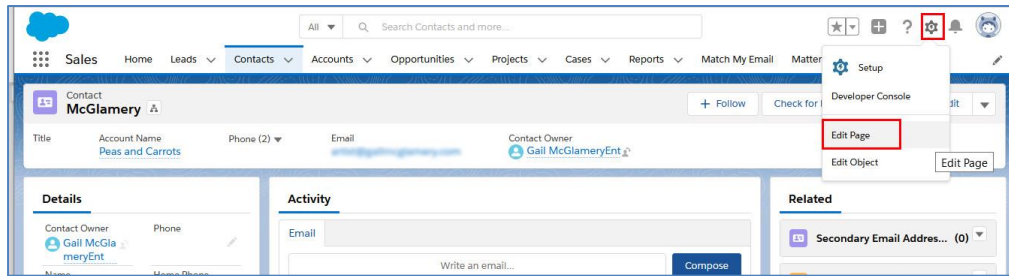 All Search Contacts and more...
Sales Home Leads Contacts Accounts Opportunities Projects Cases Reports Match My Email Matter
Setup
Developer Console
Edit Page
Edit Object
Edit Page
Contact
McGlamery
+ Follow Check for
dit
Title Account Name Phone (2) Email Contact Owner
Peas and Carrots Gail McGlameryEnt
Details
Contact Owner Phone
Gail McGla
meryEnt
Name Home Phone
Activity
Email
Write an email...
Compose
Related
Secondary Email Addres... (0)